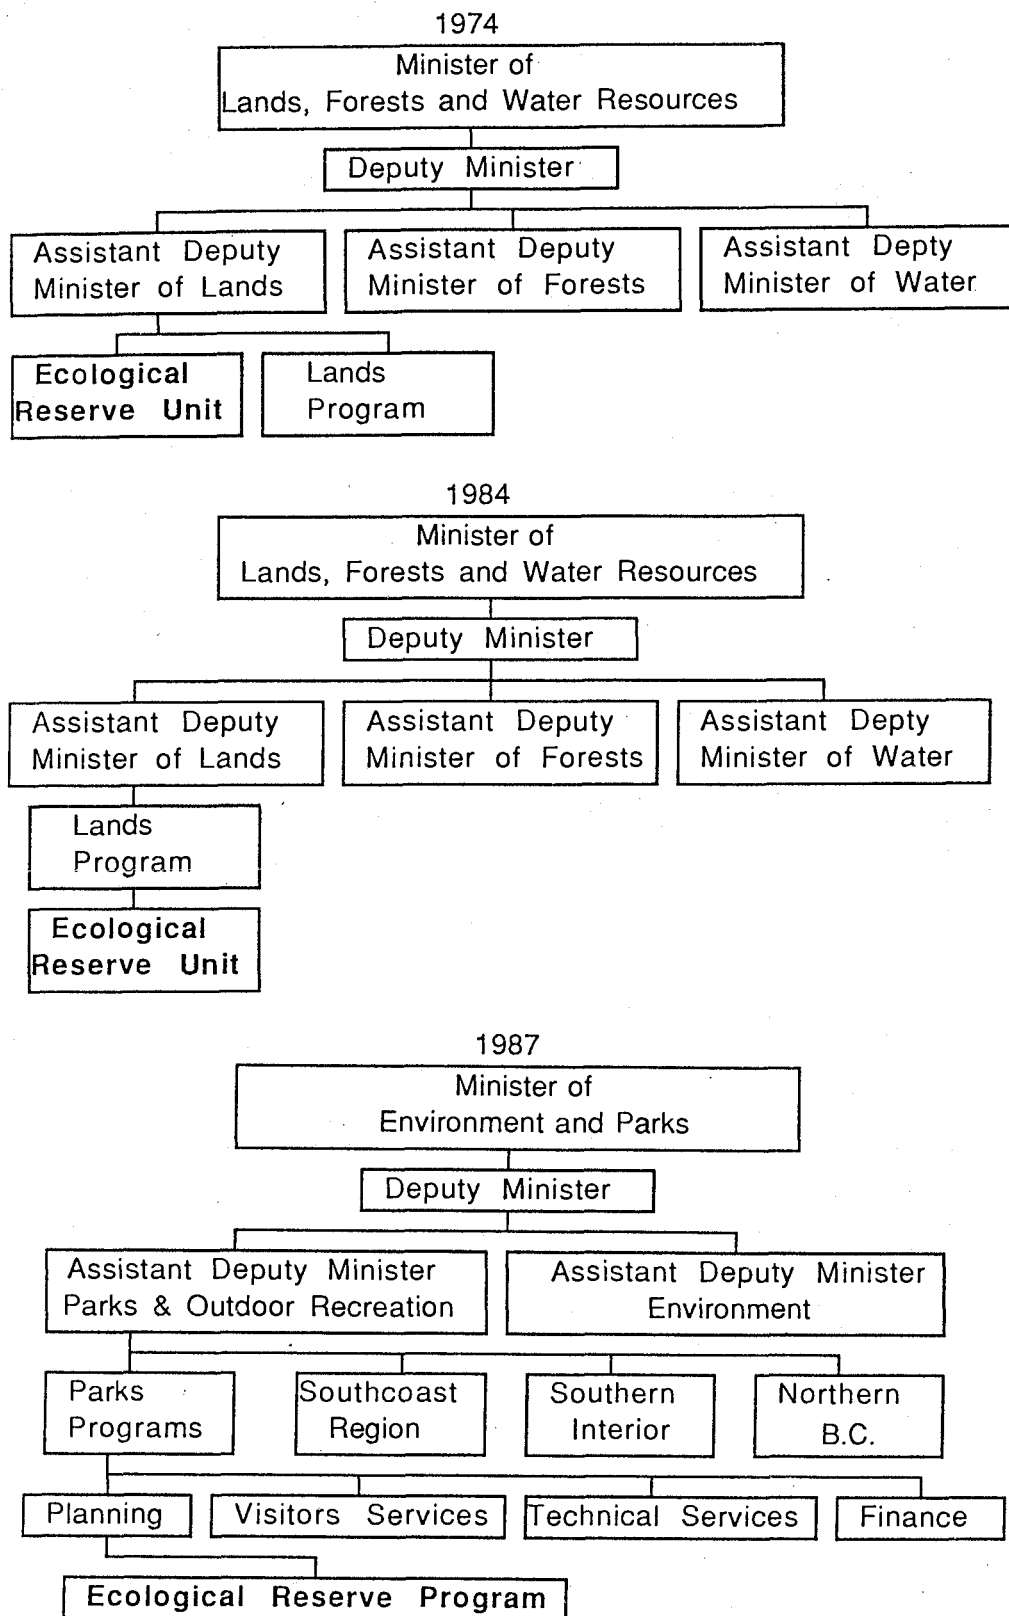 1974
Minister of
Lands, Forests and Water Resources
Deputy Minister
Assistant Deputy
Minister of Lands
Assistant Deputy
Minister of Forests
Assistant Depty
Minister of Water
Ecological
Reserve Unit
Lands
Program
1984
Minister of
Lands, Forests and Water Resources
Deputy Minister
Assistant Deputy
Minister of Lands
Assistant Deputy
Minister of Forests
Assistant Depty
Minister of Water
Lands
Program
Ecological
Reserve Unit
1987
Minister of
Environment and Parks
Deputy Minister
Assistant Deputy Minister
Parks & Outdoor Recreation
Assistant Deputy Minister
Environment
Parks
Programs
Southcoast
Region
Southern
Interior
Northern
B.C.
Planning
Visitors Services
Technical Services
Finance
Ecological Reserve Program